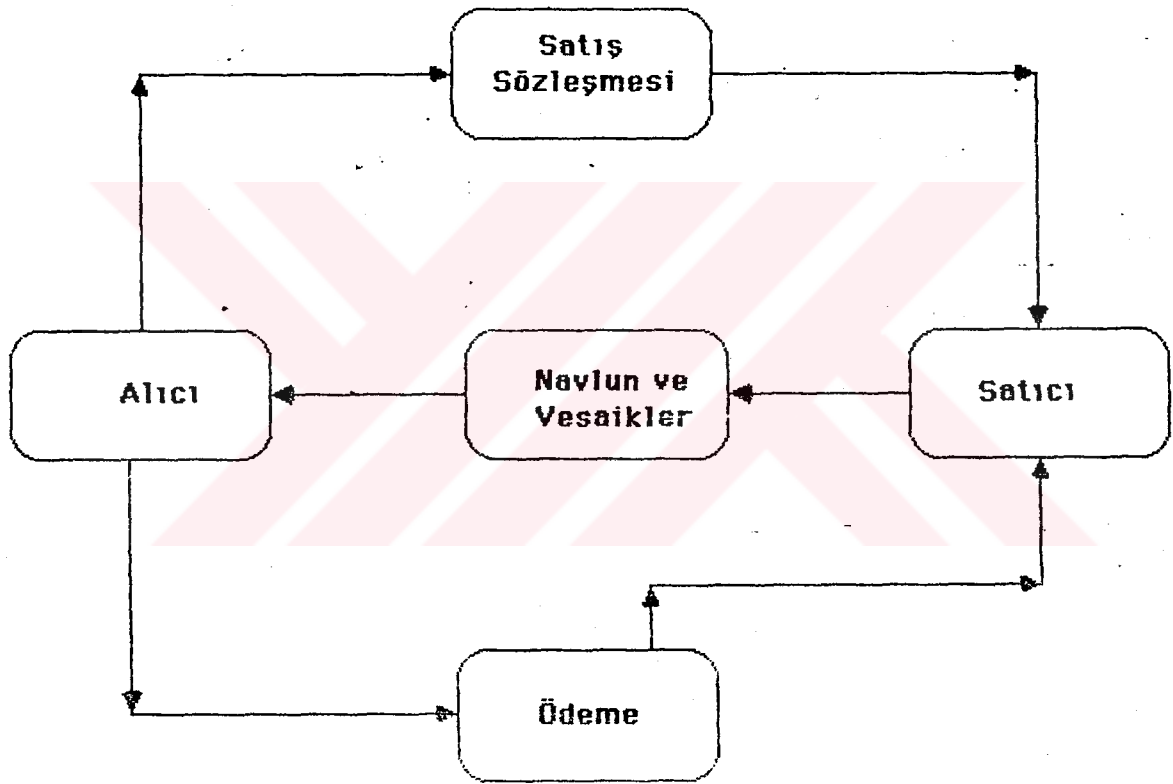 Satış
Sözleşmesi
Alıcı
Navlun ve
Vesaikler
Satıcı
Ödeme